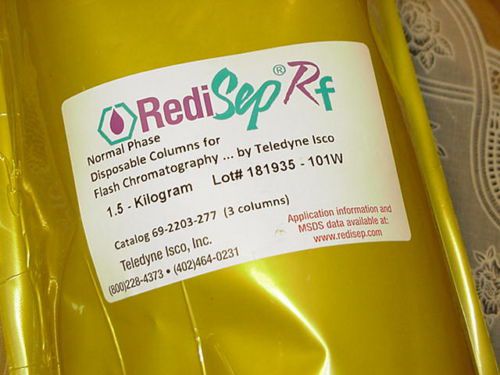 RediSep® Rf
Normal Phase
Disposable Columns for
Flash Chromatography ... by Teledyne Isco
1.5 - Kilogram Lot# 181935 - 101W
Catalog 69-2203-277 (3 columns)
Teledyne Isco, Inc.
(800)228-4373 • (402)464-0231
Application information and
MSDS data available at:
www.redisep.com